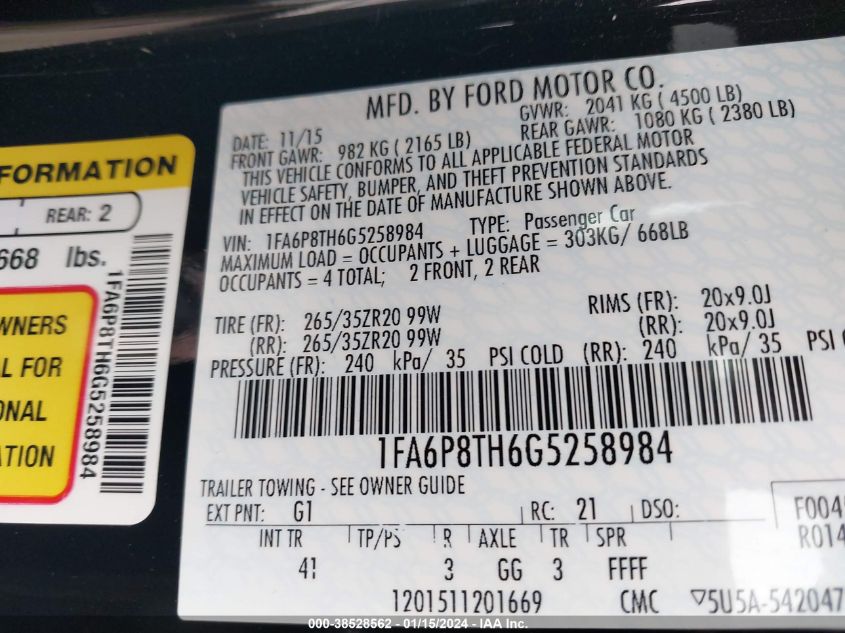 MFD. BY FORD MOTOR CO.
DATE: 11/15 GVWR: 2041 KG ( 4500 LB)
FRONT GAWR: 982 KG ( 2165 LB) REAR GAWR: 1080 KG ( 2380 LB)
THIS VEHICLE CONFORMS TO ALL APPLICABLE FEDERAL MOTOR
VEHICLE SAFETY, BUMPER, AND THEFT PREVENTION STANDARDS
IN EFFECT ON THE DATE OF MANUFACTURE SHOWN ABOVE.
VIN: 1FA6P8TH6G5258984 TYPE: Passenger Car
MAXIMUM LOAD = OCCUPANTS + LUGGAGE = 303KG/ 668LB
OCCUPANTS = 4 TOTAL; 2 FRONT, 2 REAR
TIRE (FR): 265/35ZR20 99W RIMS (FR): 20x9.0J
(RR): 265/35ZR20 99W (RR): 20x9.0J
PRESSURE (FR): 240 kPa/ 35 PSI COLD (RR): 240 kPa/ 35 PSI C
1FA6P8TH6G5258984
TRAILER TOWING - SEE OWNER GUIDE
EXT PNT: G1 RC: 21 DSO: F004
INT TR TP/PS R AXLE TR SPR R014
41 3 GG 3 FFFF
1201511201669 CMC ▽5U5A-542047
FORMATION
REAR: 2
668 lbs.
WNERS
L FOR
ONAL
ATION
1FA6P8TH6G5258984
000-38528562 - 01/15/2024 - IAA Inc.